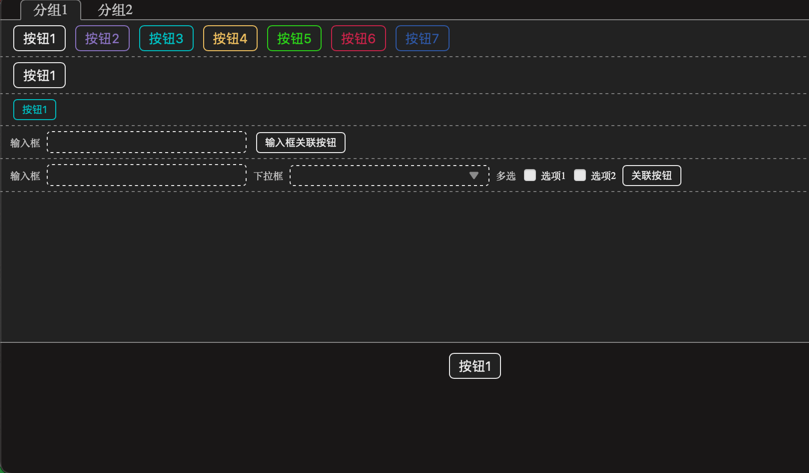 分组1 分组2
按钮1 按钮2 按钮3 按钮4 按钮5 按钮6 按钮7
按钮1
按钮1
输入框 输入框关联按钮
输入框 下拉框 多选 选项1 选项2 关联按钮
按钮1